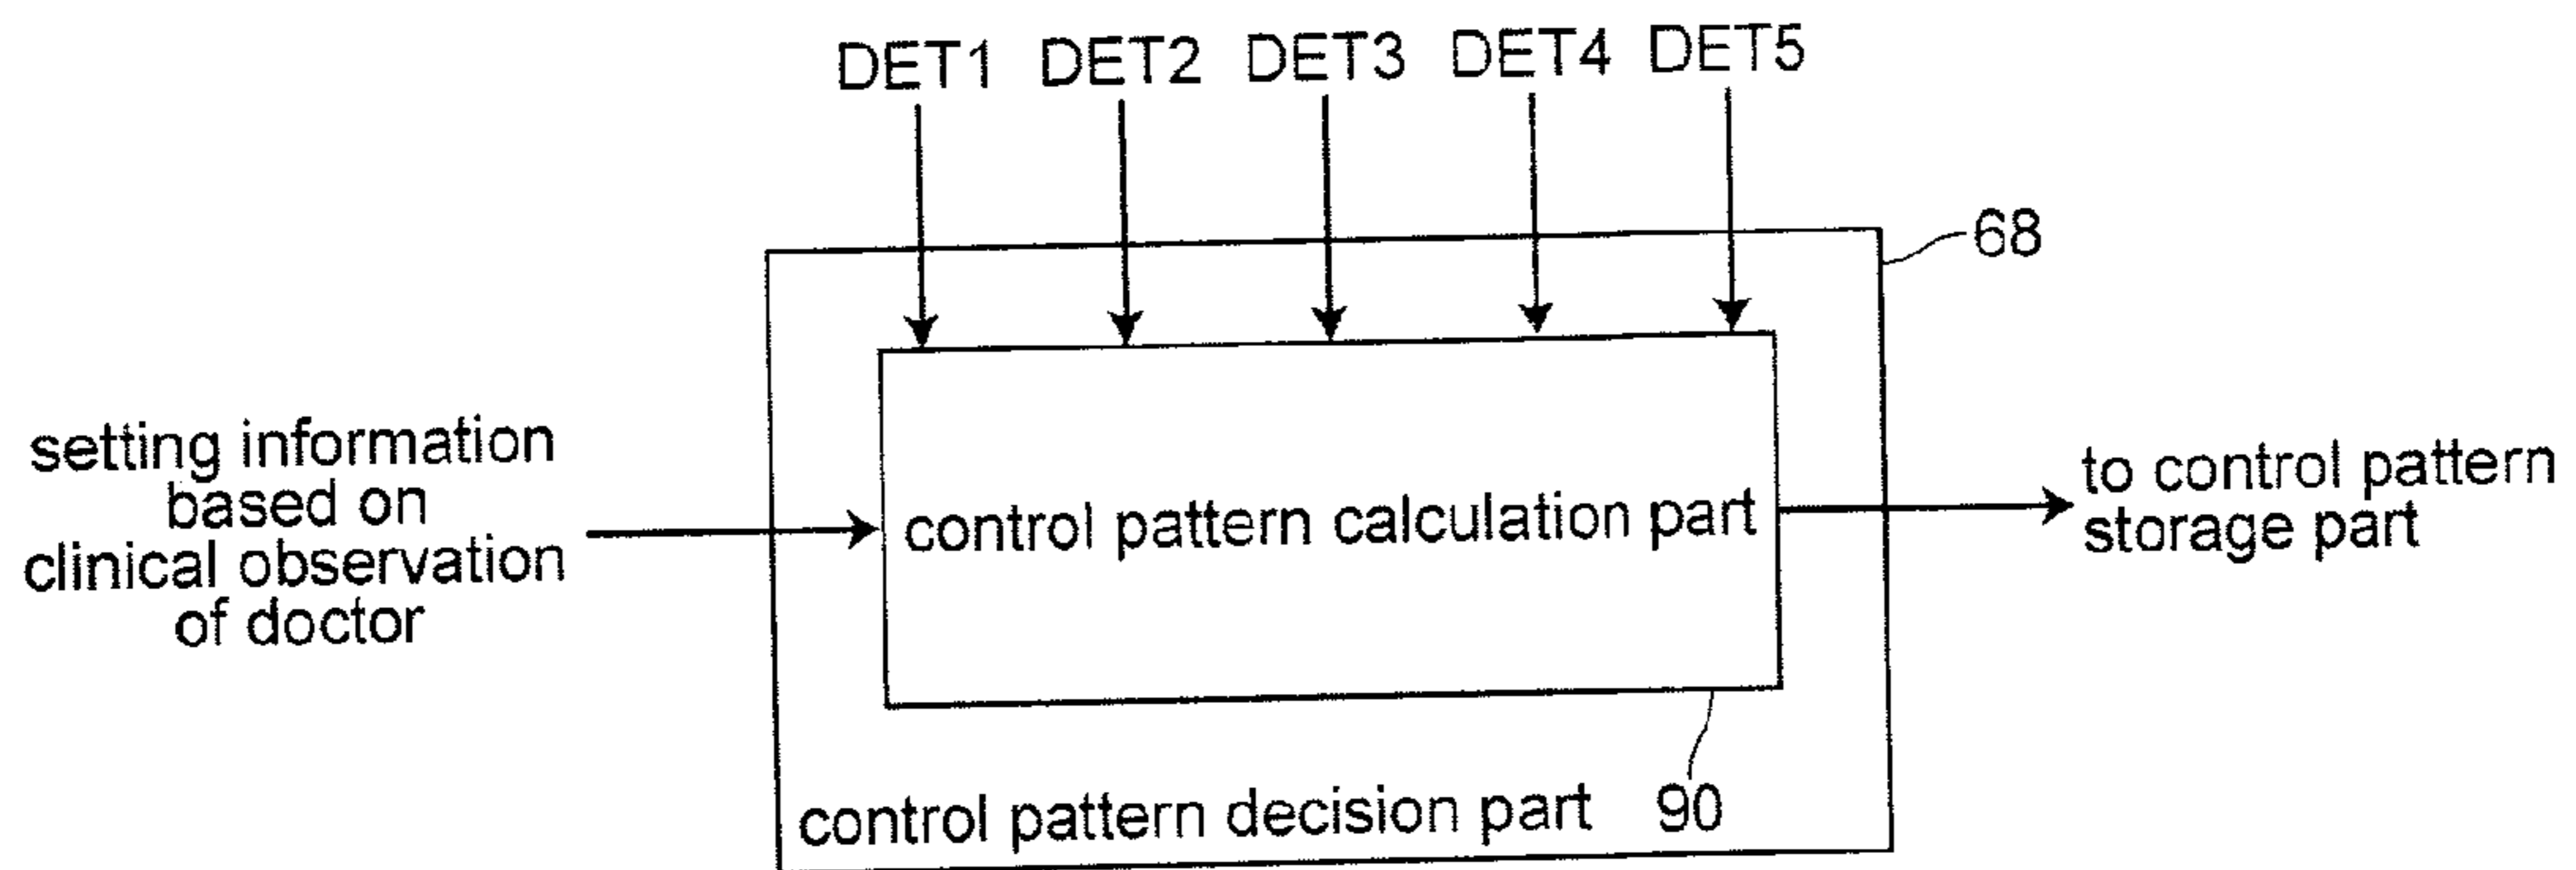 DET1 DET2 DET3 DET4 DET5
68
setting information
based on
clinical observation
of doctor
control pattern calculation part
to control pattern
storage part
control pattern decision part
90